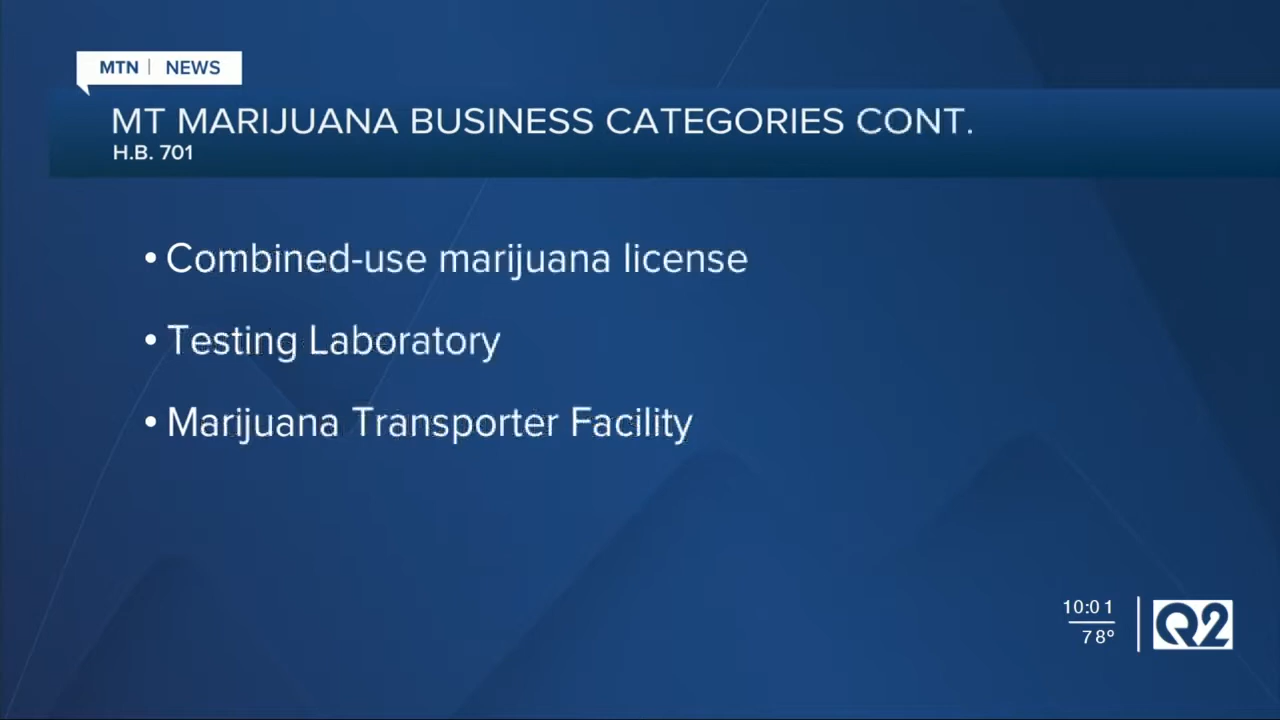 MTN | NEWS
MT MARIJUANA BUSINESS CATEGORIES CONT.
H.B. 701
• Combined-use marijuana license
• Testing Laboratory
• Marijuana Transporter Facility
10:01
78°
Q2